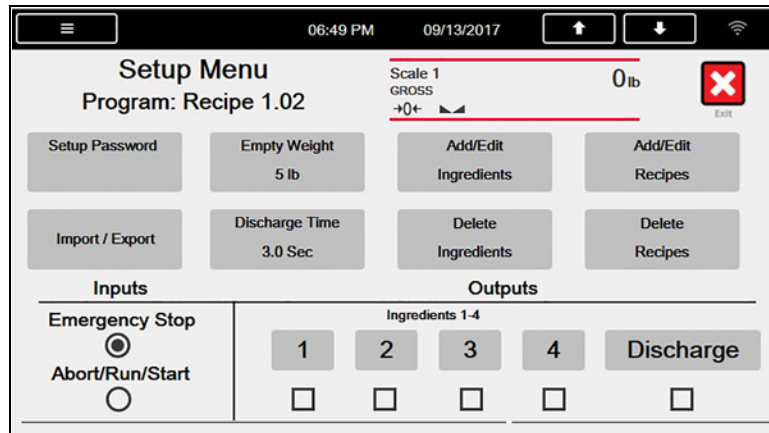 06:49 PM 09/13/2017
Setup Menu
Program: Recipe 1.02
Scale 1
GROSS
→0←
0 lb
Exit
Setup Password
Empty Weight
5 lb
Add/Edit
Ingredients
Add/Edit
Recipes
Import / Export
Discharge Time
3.0 Sec
Delete
Ingredients
Delete
Recipes
Inputs
Outputs
Emergency Stop
Abort/Run/Start
Ingredients 1-4
1 2 3 4 Discharge